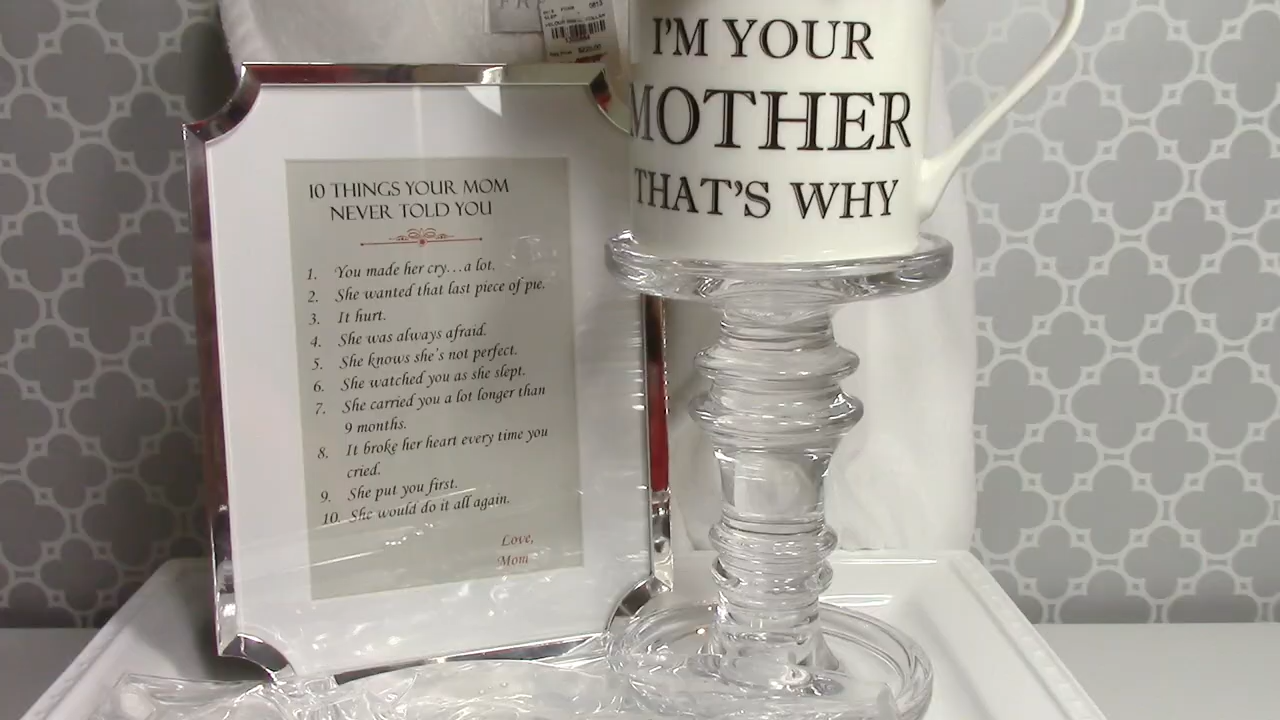 I'M YOUR
MOTHER
THAT'S WHY
10 THINGS YOUR MOM
NEVER TOLD YOU
1. You made her cry...a lot.
2. She wanted that last piece of pie.
3. It hurt.
4. She was always afraid.
5. She knows she's not perfect.
6. She watched you as she slept.
7. She carried you a lot longer than
9 months.
8. It broke her heart every time you
cried.
9. She put you first.
10. She would do it all again.
Love,
Mom